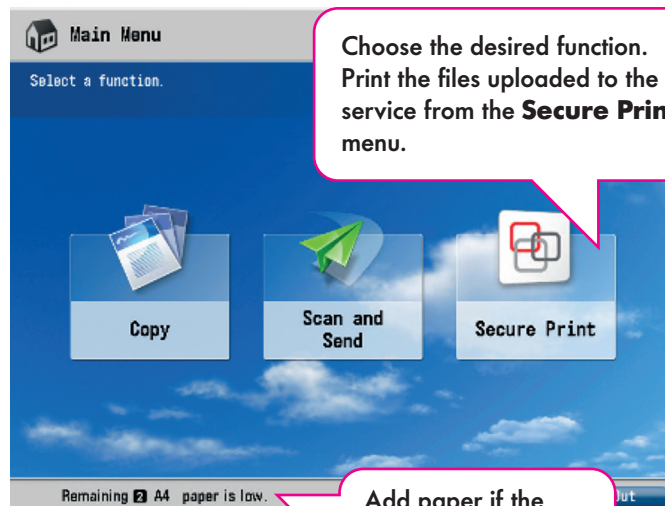 Main Menu
Select a function.
Choose the desired function.
Print the files uploaded to the
service from the Secure Prin
menu.
Copy
Scan and
Send
Secure Print
Remaining 2 A4 paper is low.
Add paper if the